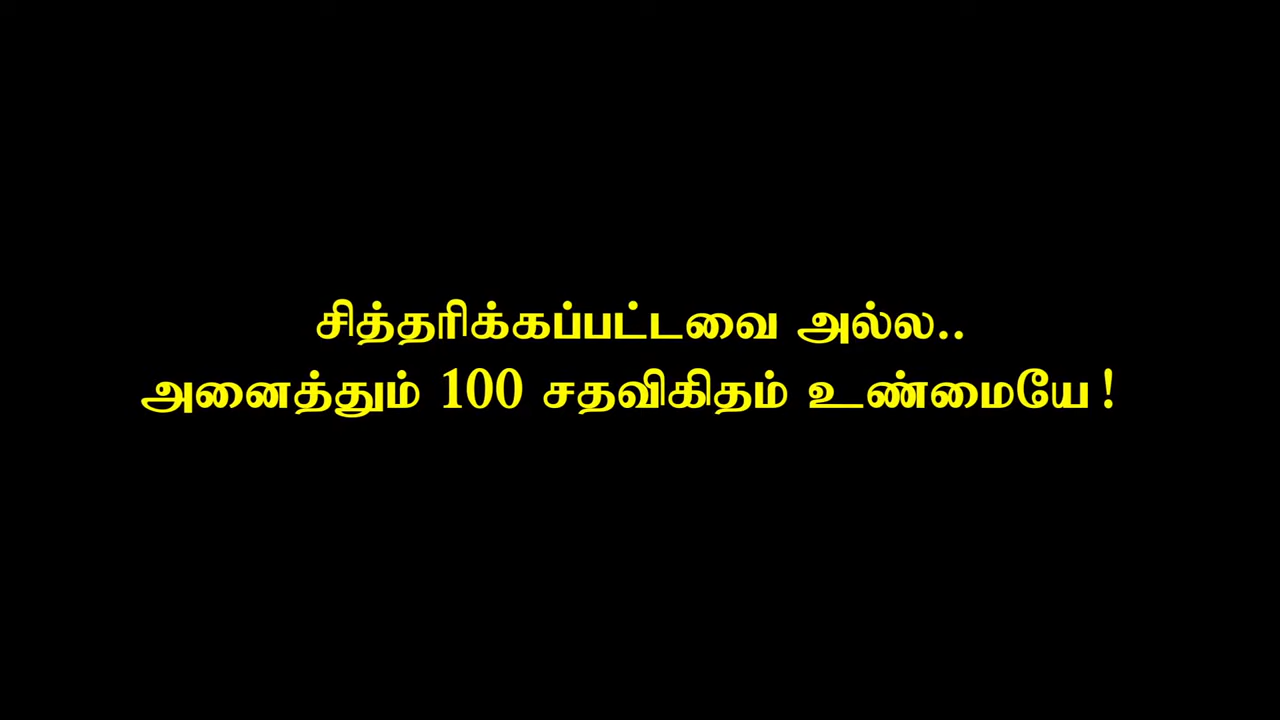 சித்தரிக்கப்பட்டவை அல்ல..
அனைத்தும் 100 சதவிகிதம் உண்மையே!